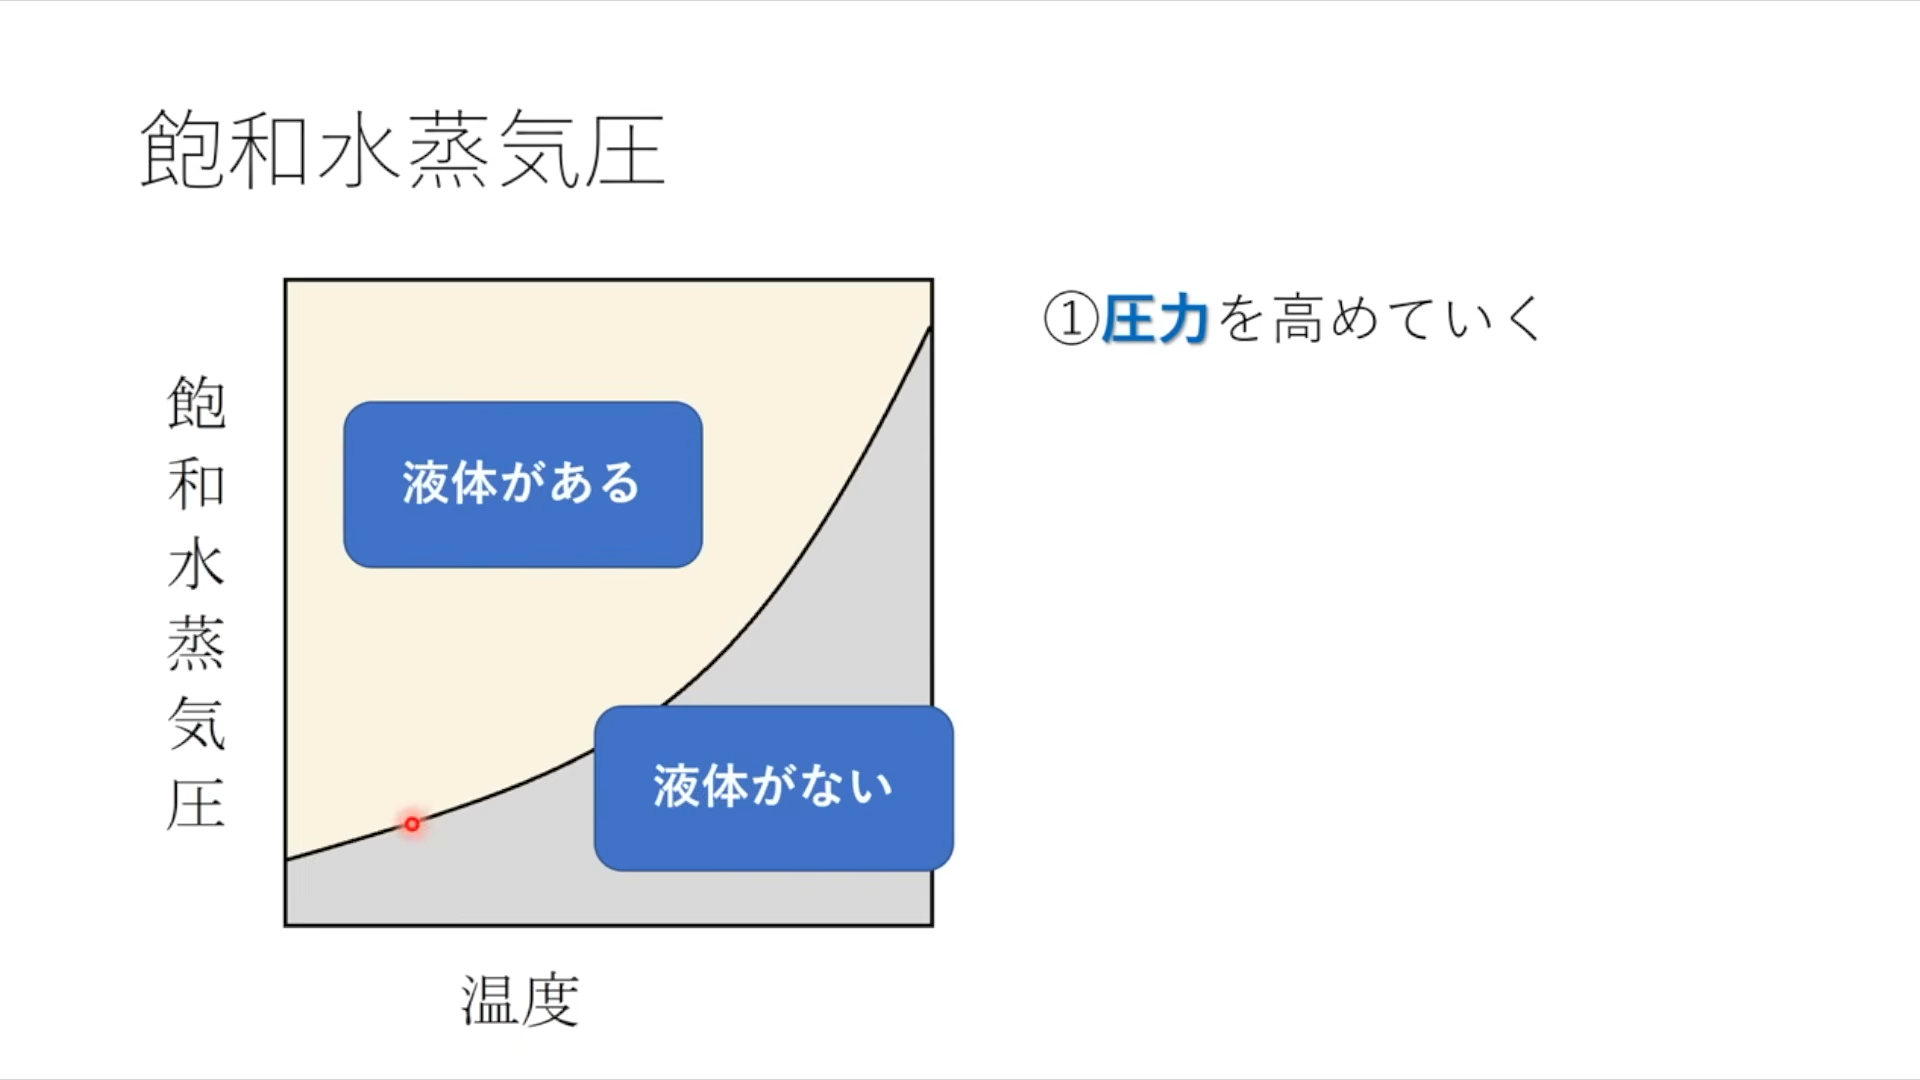 飽和水蒸気圧
①圧力を高めていく
飽和水蒸気圧
液体がある
液体がない
温度